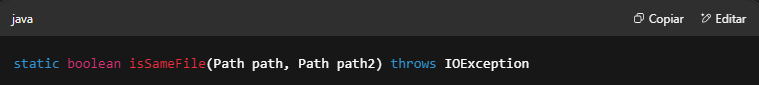 java
Copiar
Editar
static boolean isSameFile(Path path, Path path2) throws IOException